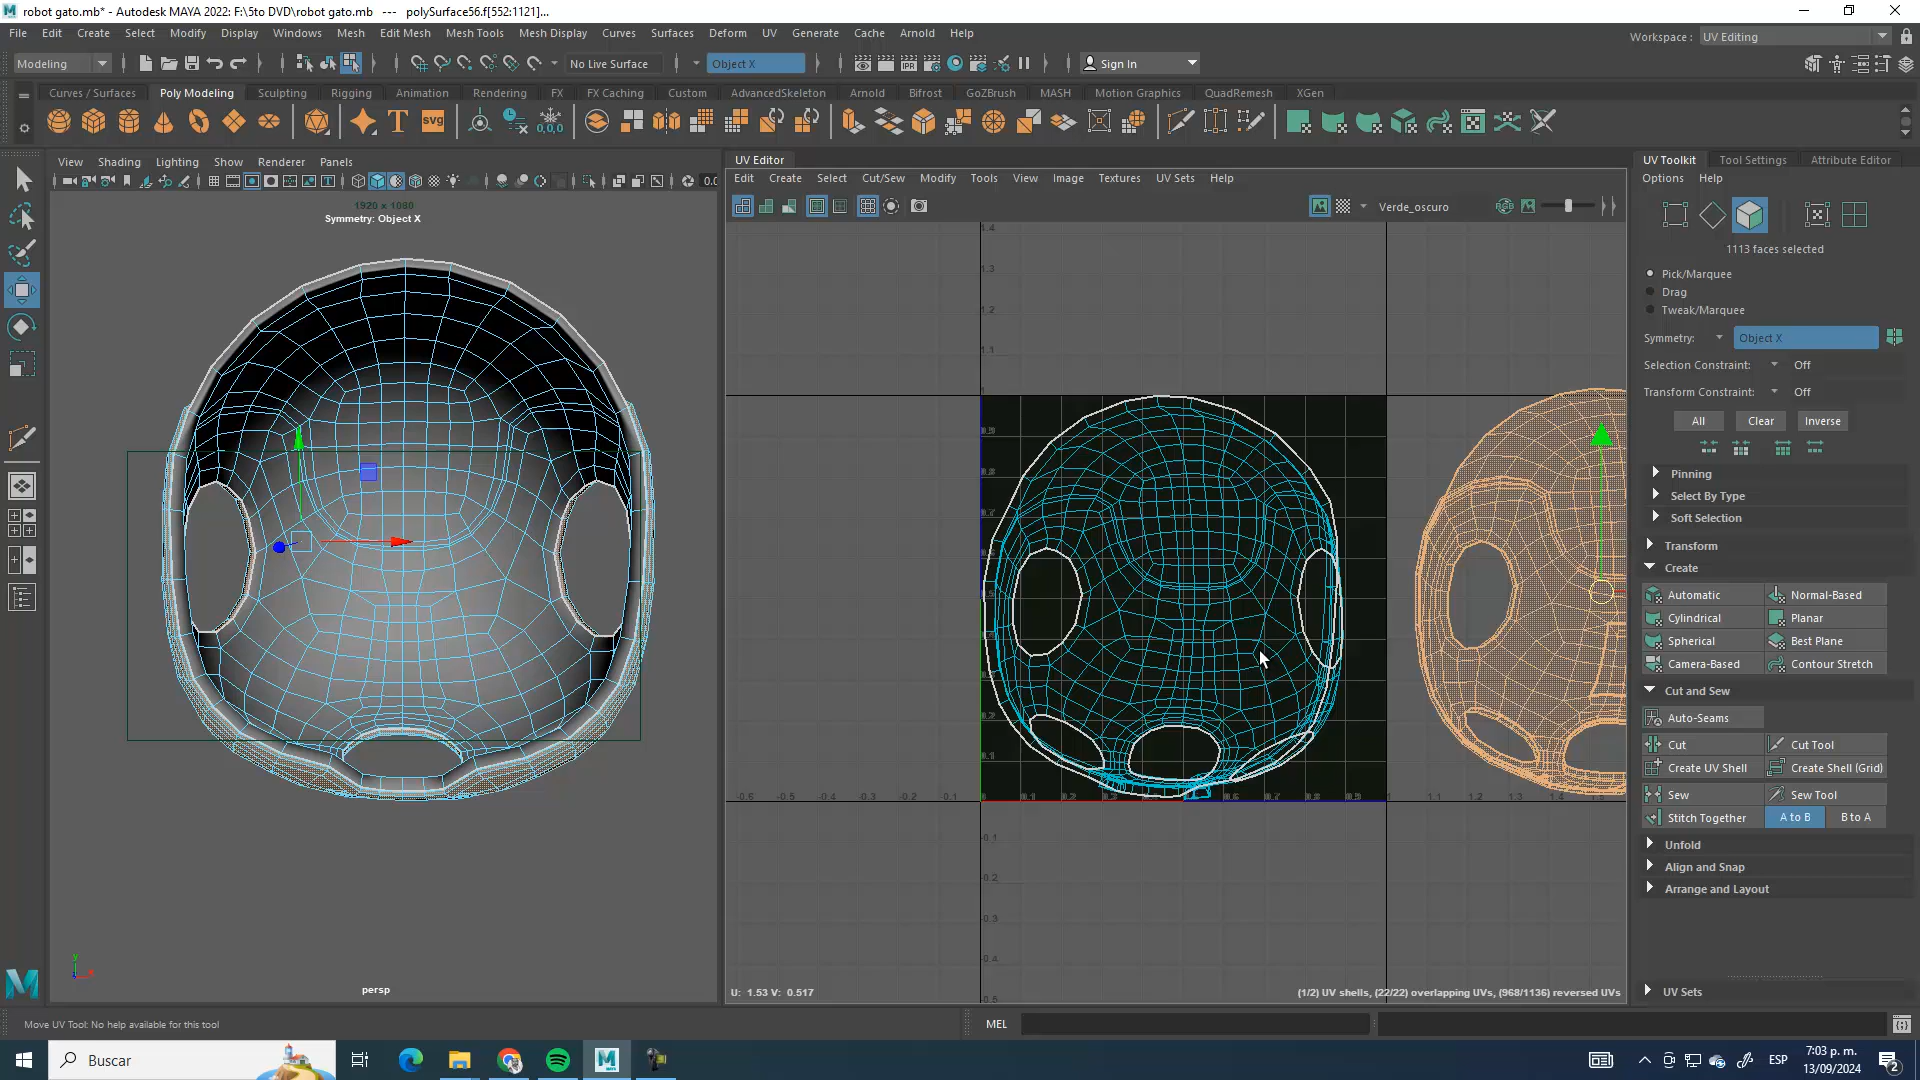 robot gato.mb* - Autodesk MAYA 2022: F:\5to DVD\robot gato.mb --- polySurface56.f[552:1121]...
File Edit Create Select Modify Display Windows Mesh Edit Mesh Mesh Tools Mesh Display Curves Surfaces Deform UV Generate Cache Arnold Help
Workspace : UV Editing
Modeling No Live Surface Object X Sign In
Curves / Surfaces Poly Modeling Sculpting Rigging Animation Rendering FX FX Caching Custom AdvancedSkeleton Arnold Bifrost GoZBrush MASH Motion Graphics QuadRemesh XGen
View Shading Lighting Show Renderer Panels
1920 x 1080
Symmetry: Object X
persp
UV Editor
Edit Create Select Cut/Sew Modify Tools View Image Textures UV Sets Help
Verde_oscuro
U: 1.53 V: 0.517
(1/2) UV shells, (22/22) overlapping UVs, (968/1136) reversed UVs
UV Toolkit Tool Settings Attribute Editor
Options Help
1113 faces selected
Pick/Marquee
Drag
Tweak/Marquee
Symmetry: Object X
Selection Constraint: Off
Transform Constraint: Off
All Clear Inverse
Pinning
Select By Type
Soft Selection
Transform
Create
Automatic Normal-Based
Cylindrical Planar
Spherical Best Plane
Camera-Based Contour Stretch
Cut and Sew
Auto-Seams
Cut Cut Tool
Create UV Shell Create Shell (Grid)
Sew Sew Tool
Stitch Together A to B B to A
Unfold
Align and Snap
Arrange and Layout
UV Sets
Move UV Tool: No help available for this tool
MEL
Buscar
ESP
7:03 p. m.
13/09/2024
2